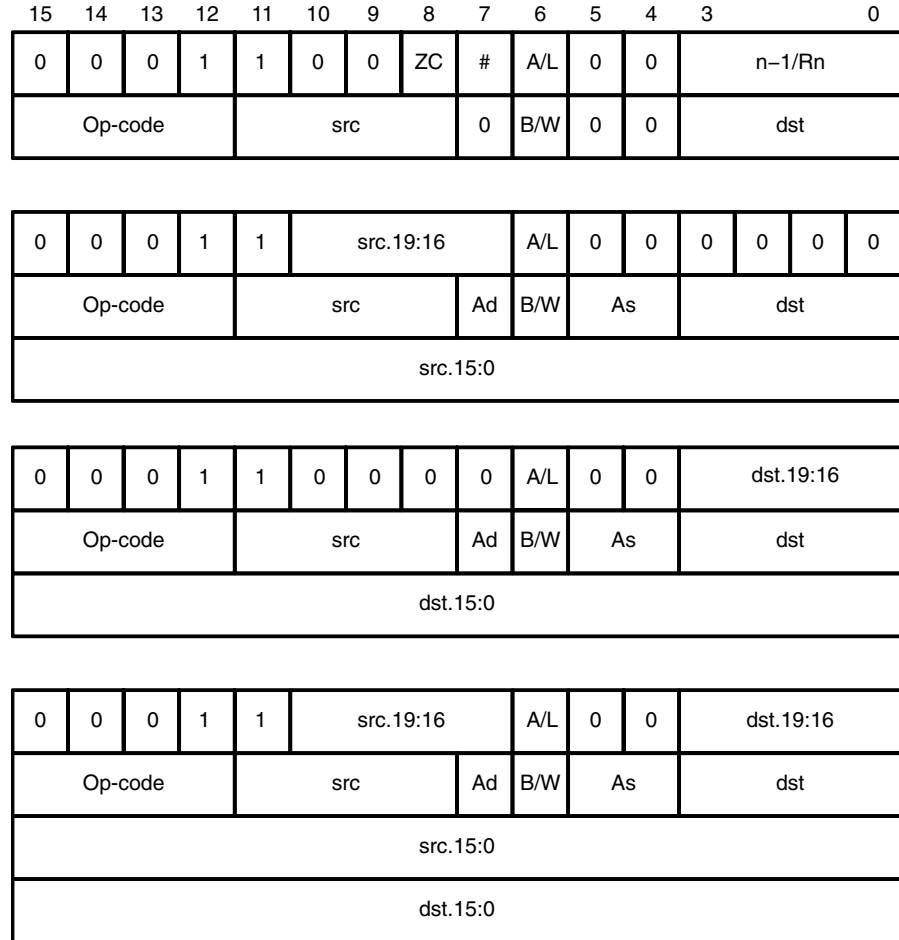 15 14 13 12 11 10 9 8 7 6 5 4 3 0
0 0 0 1 1 0 0 ZC # A/L 0 0 n−1/Rn
Op-code src 0 B/W 0 0 dst
0 0 0 1 1 src.19:16 A/L 0 0 0 0 0 0
Op-code src Ad B/W As dst
src.15:0
0 0 0 1 1 0 0 0 0 A/L 0 0 dst.19:16
Op-code src Ad B/W As dst
dst.15:0
0 0 0 1 1 src.19:16 A/L 0 0 dst.19:16
Op-code src Ad B/W As dst
src.15:0
dst.15:0